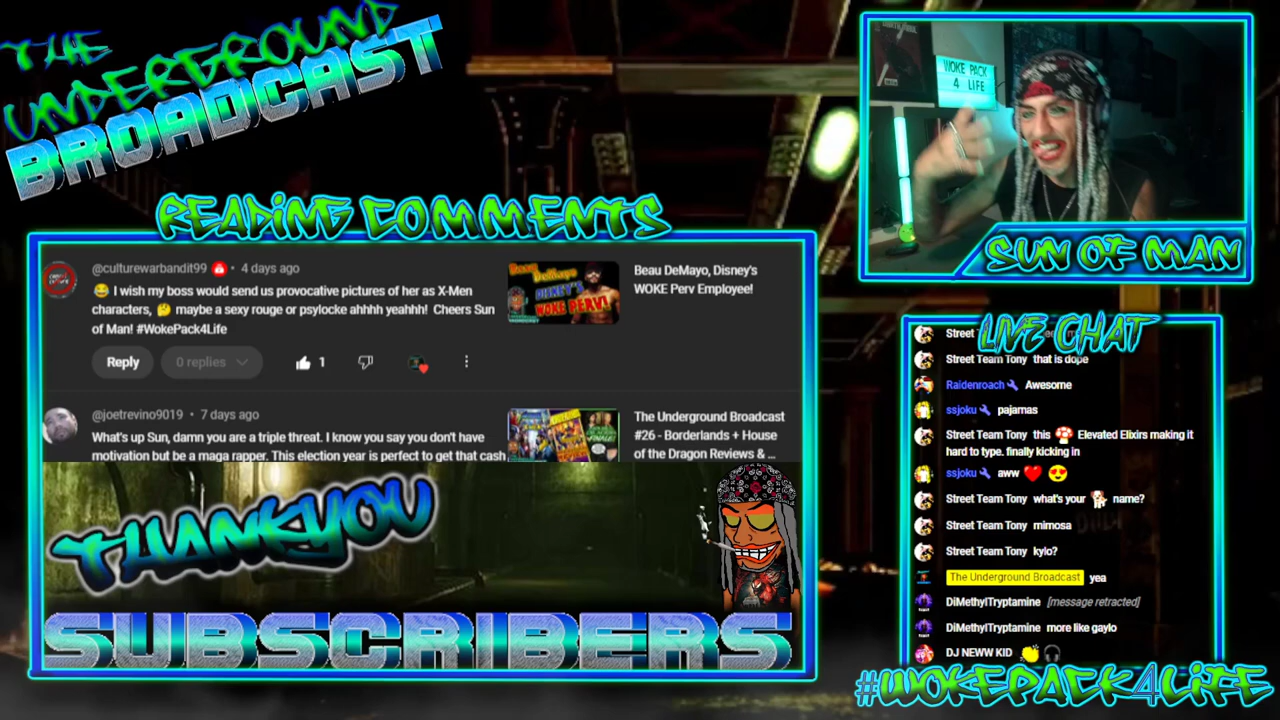 THE
UNDERGROUND
BROADCAST
READING COMMENTS
@culturewarbandit99 • 4 days ago
😂 I wish my boss would send us provocative pictures of her as X-Men
characters, 🤔 maybe a sexy rouge or psylocke ahhhh yeahhh! Cheers Sun
of Man! #WokePack4Life
Reply 0 replies 1
Beau DeMayo
DISNEY'S
WOKE PERV!
Beau DeMayo, Disney's
WOKE Perv Employee!
@joetrevino9019 • 7 days ago
What's up Sun, damn you are a triple threat. I know you say you don't have
motivation but be a maga rapper. This election year is perfect to get that cash
The Underground Broadcast
#26 - Borderlands + House
of the Dragon Reviews & ...
THANKYOU
SUBSCRIBERS
WOKE PACK
4 LIFE
SUN OF MAN
LIVE CHAT
Street
Street Team Tony that is dope
Raidenroach Awesome
ssjoku pajamas
Street Team Tony this 🍄 Elevated Elixirs making it
hard to type. finally kicking in
ssjoku aww ❤️ 😍
Street Team Tony what's your 🐕 name?
Street Team Tony mimosa
Street Team Tony kylo?
The Underground Broadcast yea
DiMethylTryptamine [message retracted]
DiMethylTryptamine more like gaylo
DJ NEWW KID 👏 🎧
#WOKEPACK4LIFE